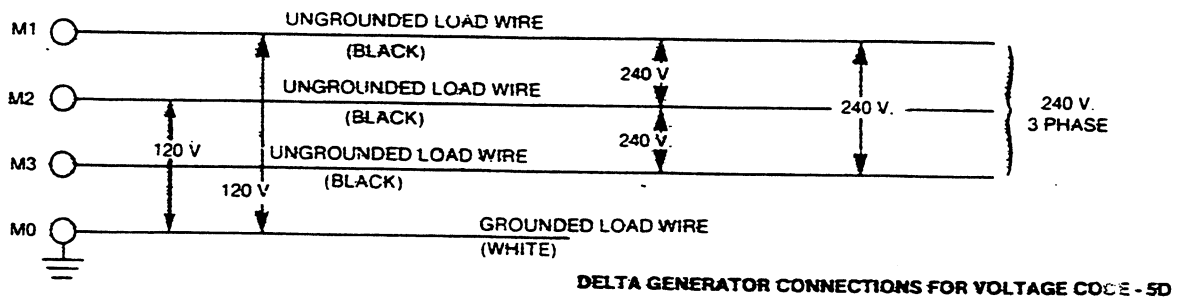 M1
UNGROUNDED LOAD WIRE
(BLACK)
240 V
M2
UNGROUNDED LOAD WIRE
(BLACK)
240 V.
240 V.
3 PHASE
120 V
240 V.
M3
UNGROUNDED LOAD WIRE
(BLACK)
120 V
M0
GROUNDED LOAD WIRE
(WHITE)
DELTA GENERATOR CONNECTIONS FOR VOLTAGE CODE - 5D